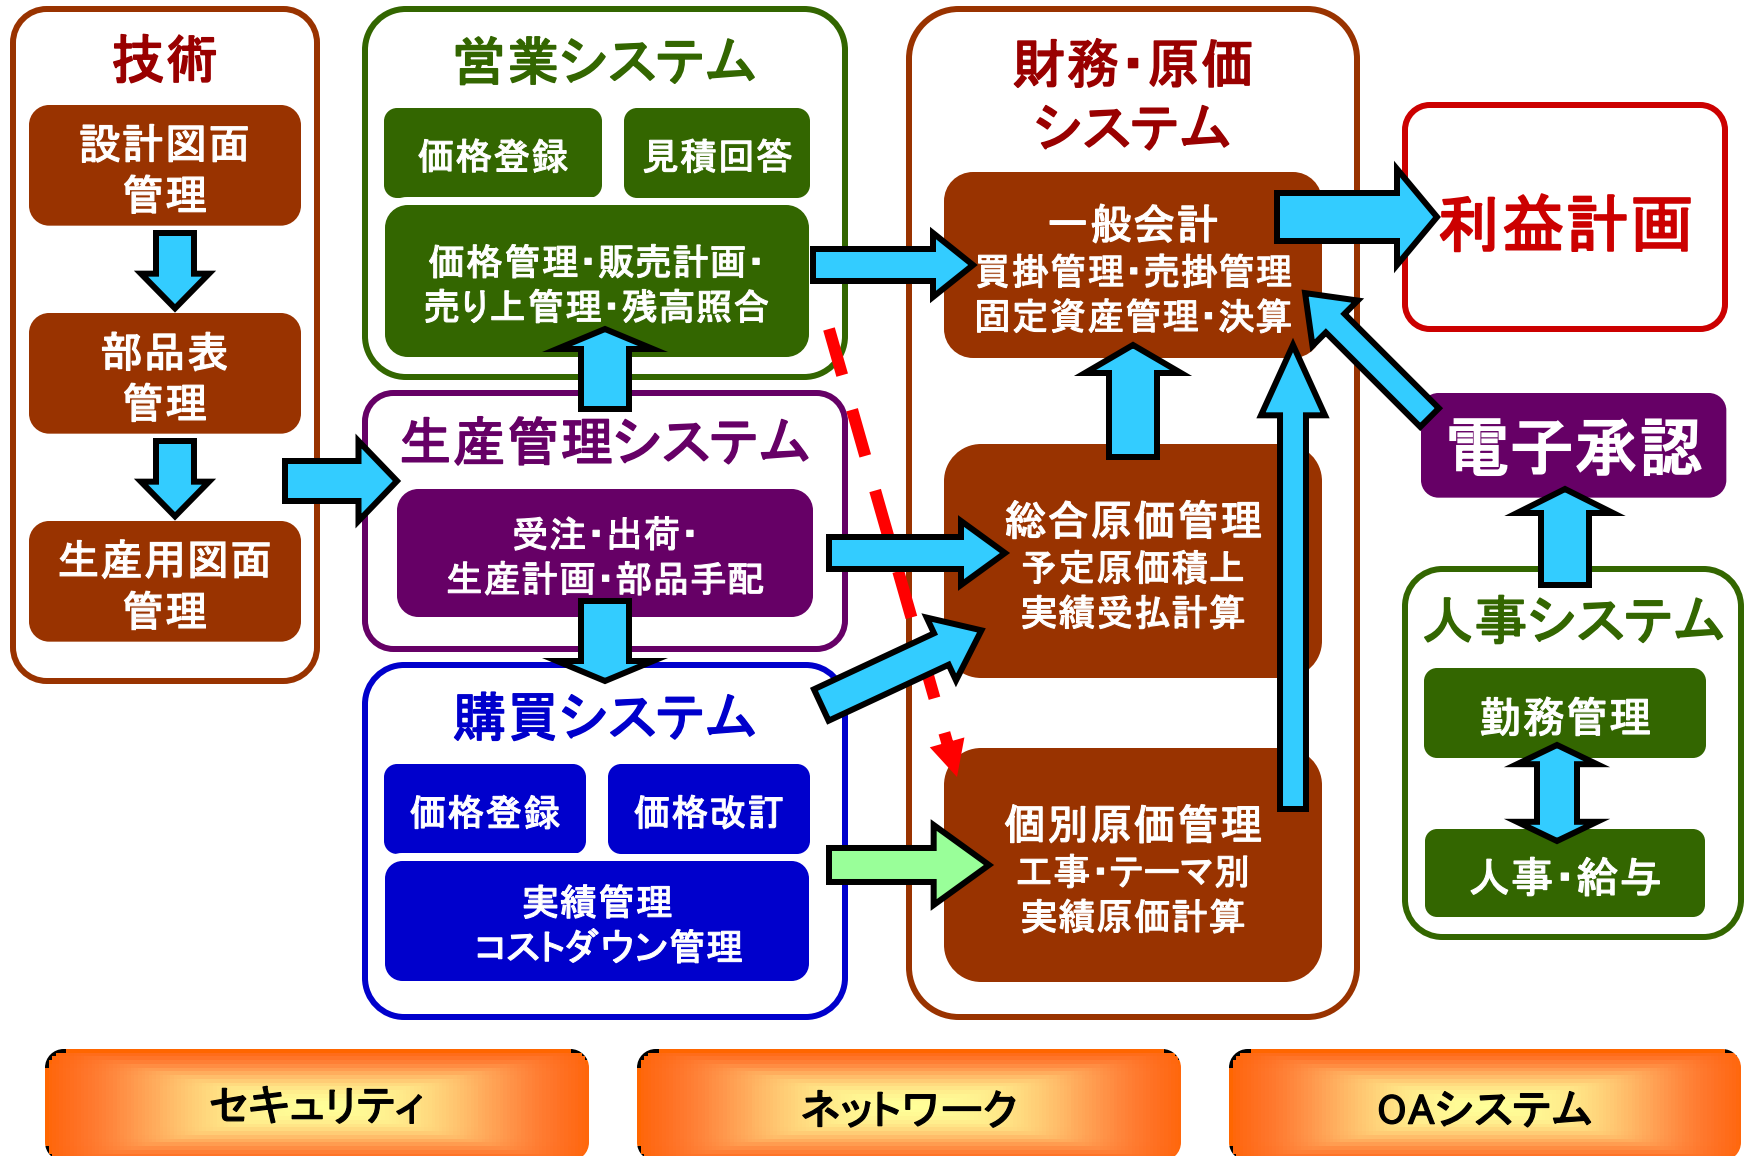 技術
設計図面
管理
部品表
管理
生産用図面
管理
営業システム
価格登録
見積回答
価格管理・販売計画・
売り上管理・残高照合
生産管理システム
受注・出荷・
生産計画・部品手配
購買システム
価格登録
価格改訂
実績管理
コストダウン管理
財務・原価
システム
一般会計
買掛管理・売掛管理
固定資産管理・決算
総合原価管理
予定原価積上
実績受払計算
個別原価管理
工事・テーマ別
実績原価計算
利益計画
電子承認
人事システム
勤務管理
人事・給与
セキュリティ
ネットワーク
OAシステム